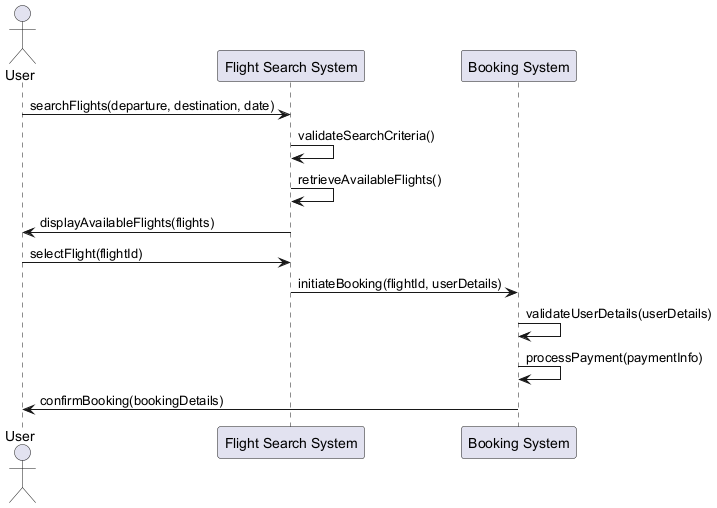 User
Flight Search System
Booking System
searchFlights(departure, destination, date)
validateSearchCriteria()
retrieveAvailableFlights()
displayAvailableFlights(flights)
selectFlight(flightId)
initiateBooking(flightId, userDetails)
validateUserDetails(userDetails)
processPayment(paymentInfo)
confirmBooking(bookingDetails)
User
Flight Search System
Booking System